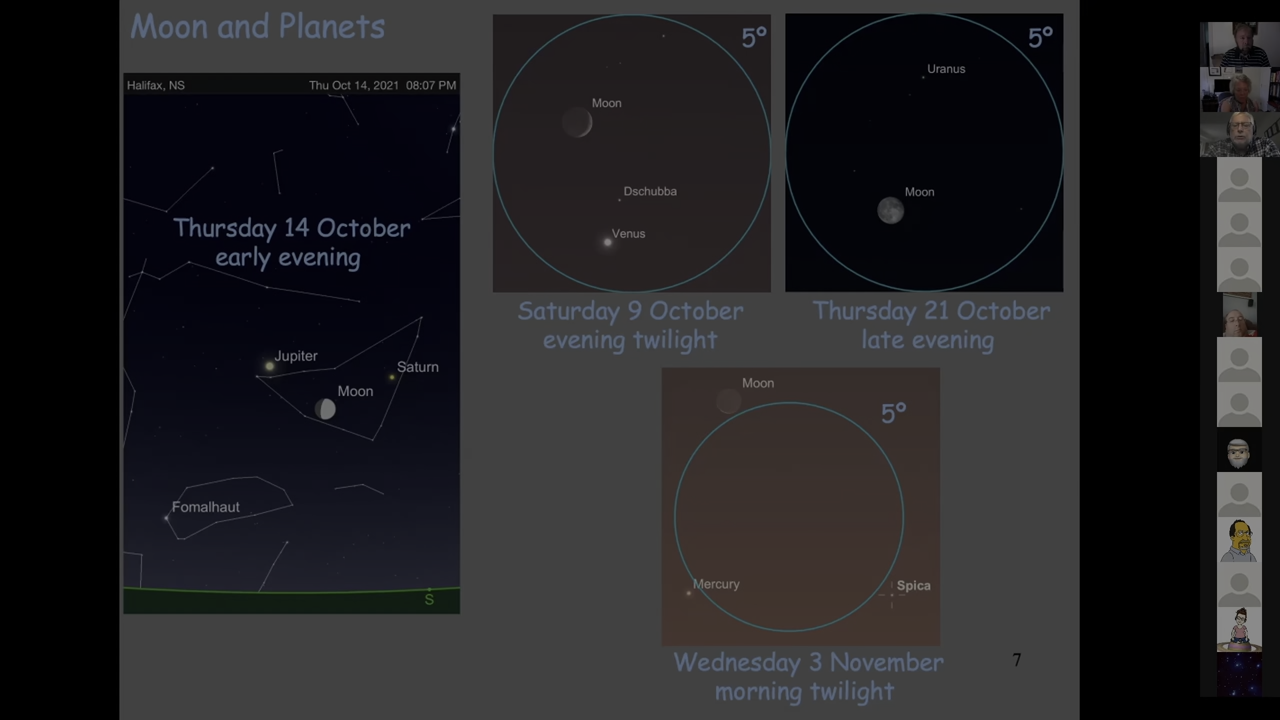 Moon and Planets
Halifax, NS Thu Oct 14, 2021 08:07 PM
Thursday 14 October
early evening
Jupiter
Saturn
Moon
Fomalhaut
S
5°
Moon
Dschubba
Venus
Saturday 9 October
evening twilight
5°
Uranus
Moon
Thursday 21 October
late evening
Moon
5°
Mercury
Spica
Wednesday 3 November
morning twilight
7